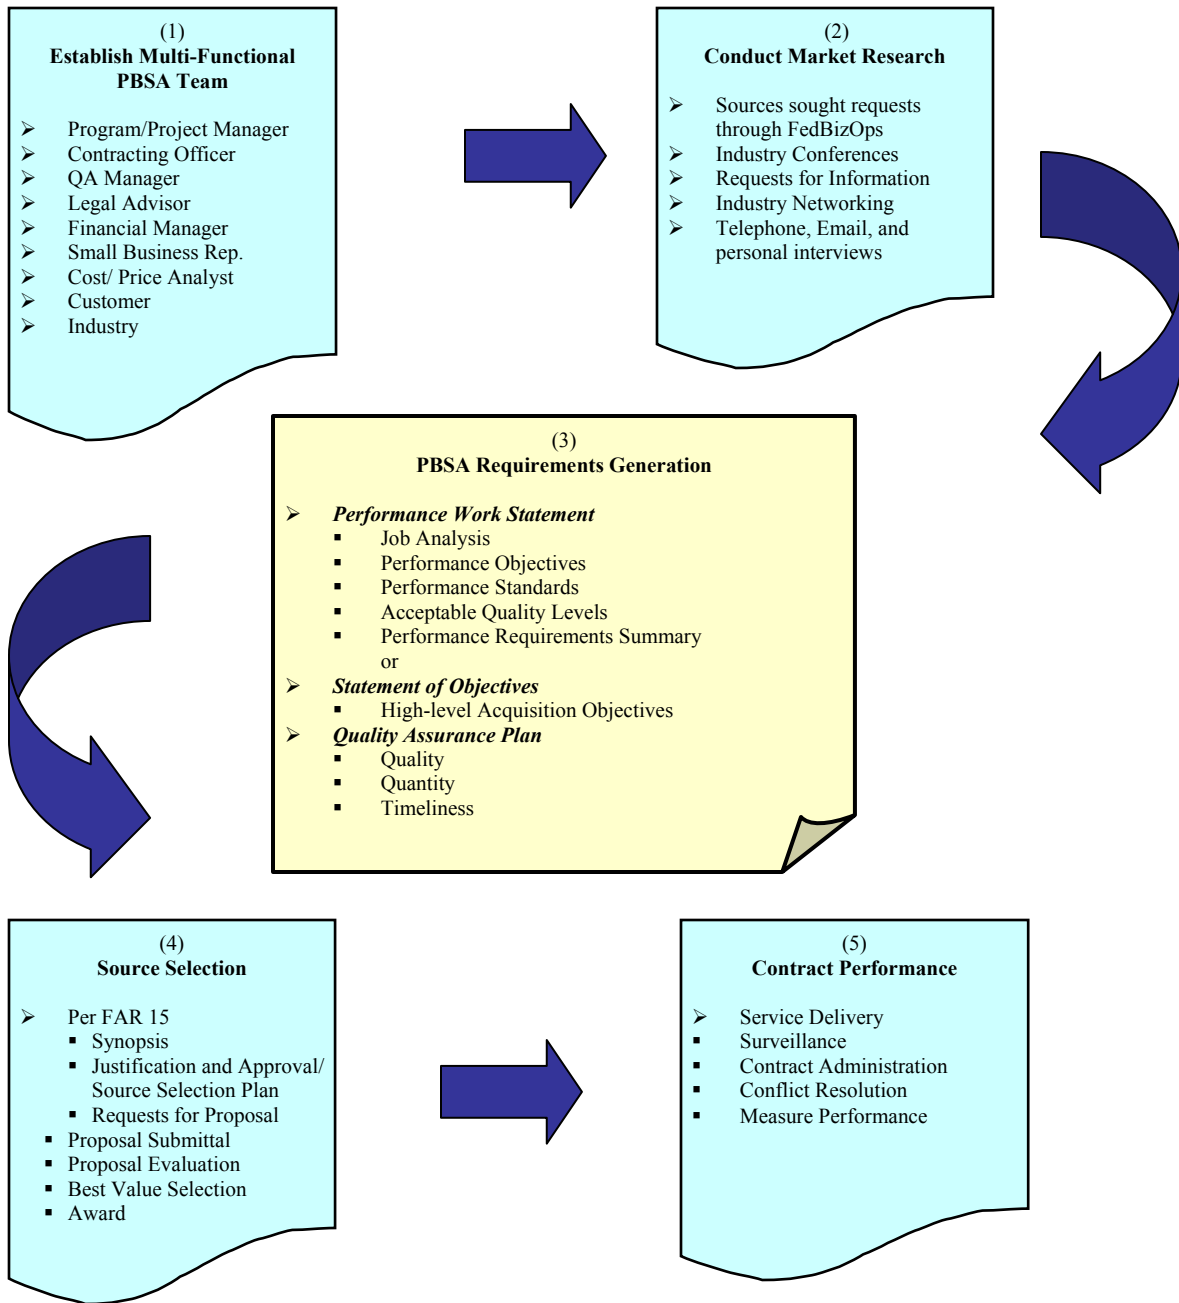 (1)
Establish Multi-Functional
PBSA Team
➢ Program/Project Manager
➢ Contracting Officer
➢ QA Manager
➢ Legal Advisor
➢ Financial Manager
➢ Small Business Rep.
➢ Cost/ Price Analyst
➢ Customer
➢ Industry
(2)
Conduct Market Research
➢ Sources sought requests
through FedBizOps
➢ Industry Conferences
➢ Requests for Information
➢ Industry Networking
➢ Telephone, Email, and
personal interviews
(3)
PBSA Requirements Generation
➢ Performance Work Statement
▪ Job Analysis
▪ Performance Objectives
▪ Performance Standards
▪ Acceptable Quality Levels
▪ Performance Requirements Summary
or
➢ Statement of Objectives
▪ High-level Acquisition Objectives
➢ Quality Assurance Plan
▪ Quality
▪ Quantity
▪ Timeliness
(4)
Source Selection
➢ Per FAR 15
▪ Synopsis
▪ Justification and Approval/
Source Selection Plan
▪ Requests for Proposal
▪ Proposal Submittal
▪ Proposal Evaluation
▪ Best Value Selection
▪ Award
(5)
Contract Performance
➢ Service Delivery
▪ Surveillance
▪ Contract Administration
▪ Conflict Resolution
▪ Measure Performance